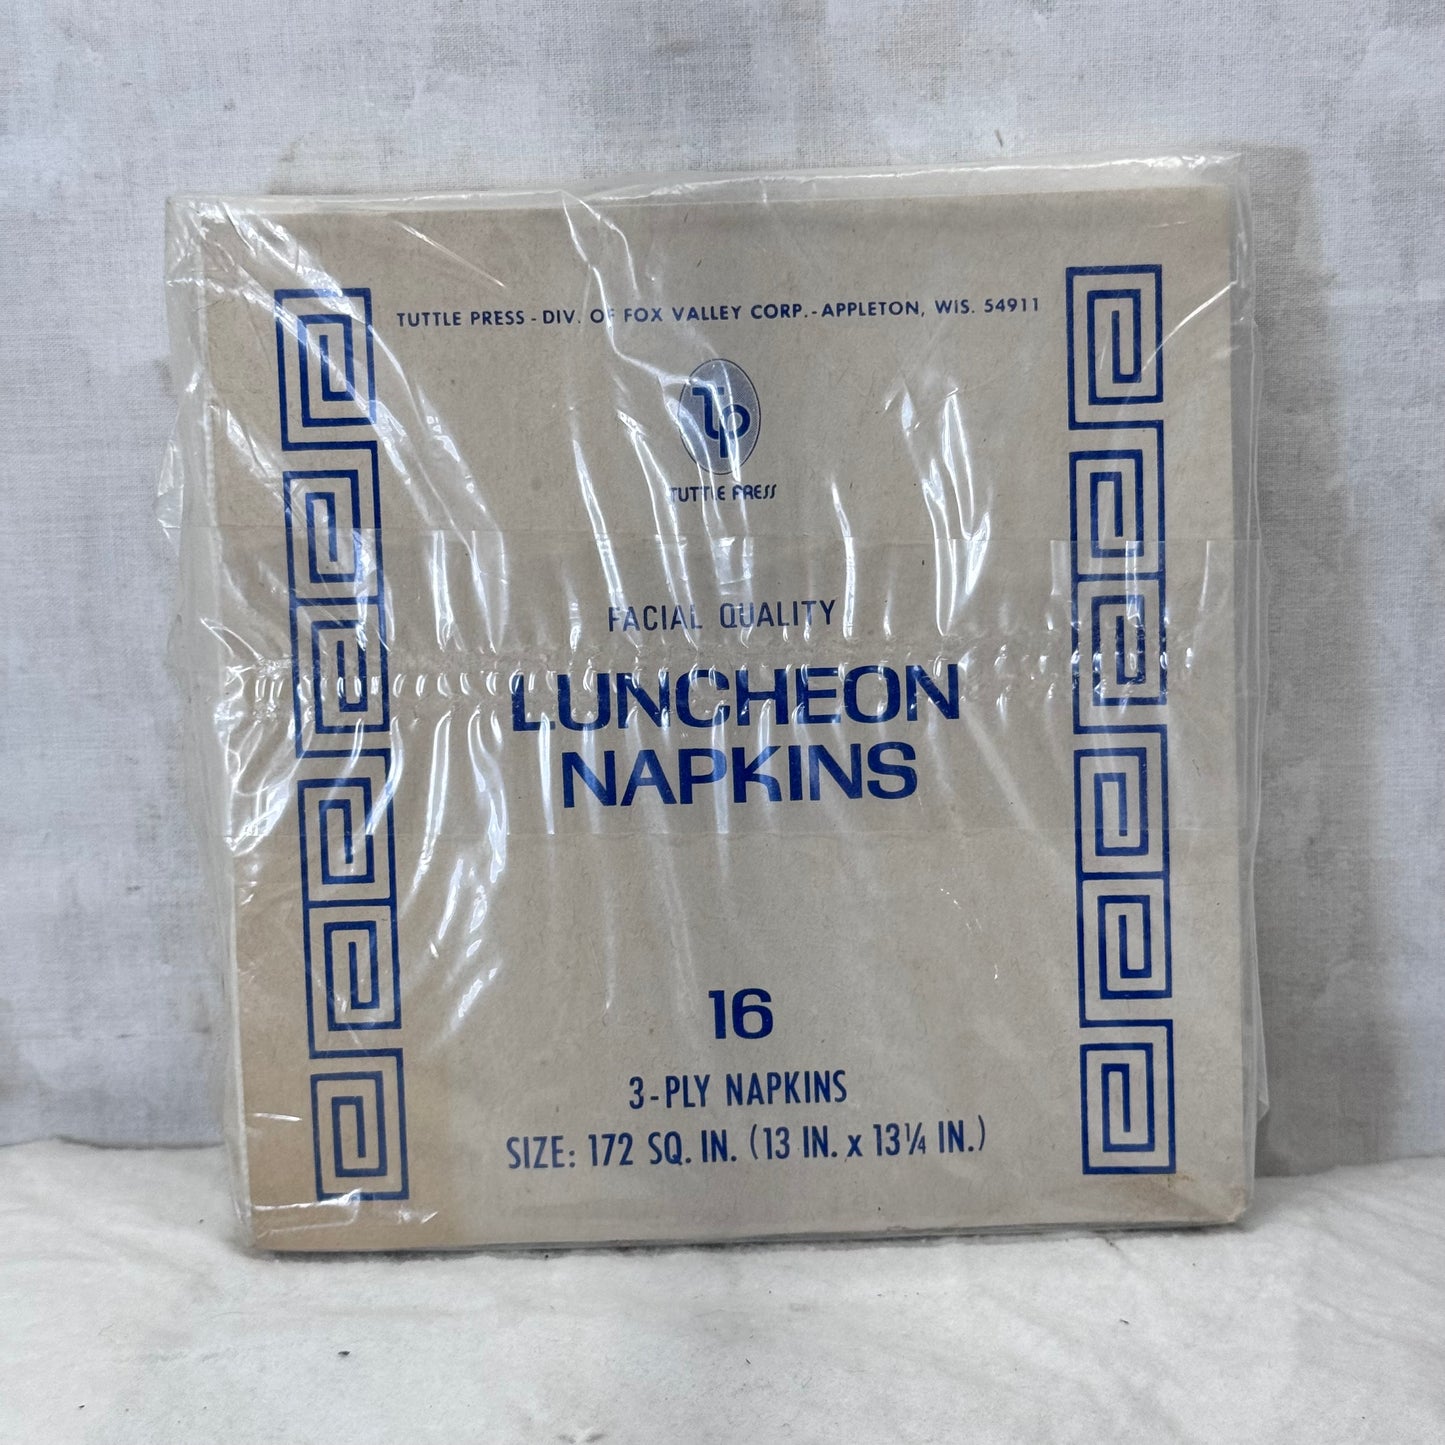 TUTTLE PRESS - DIV. OF FOX VALLEY CORP. - APPLETON, WIS. 54911
TP
TUTTLE PRESS
FACIAL QUALITY
LUNCHEON
NAPKINS
16
3-PLY NAPKINS
SIZE: 172 SQ. IN. (13 IN. x 13¼ IN.)